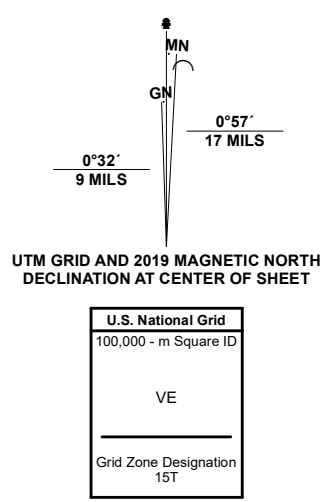 MN
GN
0°57´
17 MILS
0°32´
9 MILS
UTM GRID AND 2019 MAGNETIC NORTH
DECLINATION AT CENTER OF SHEET
U.S. National Grid
100,000 - m Square ID
VE
Grid Zone Designation
15T